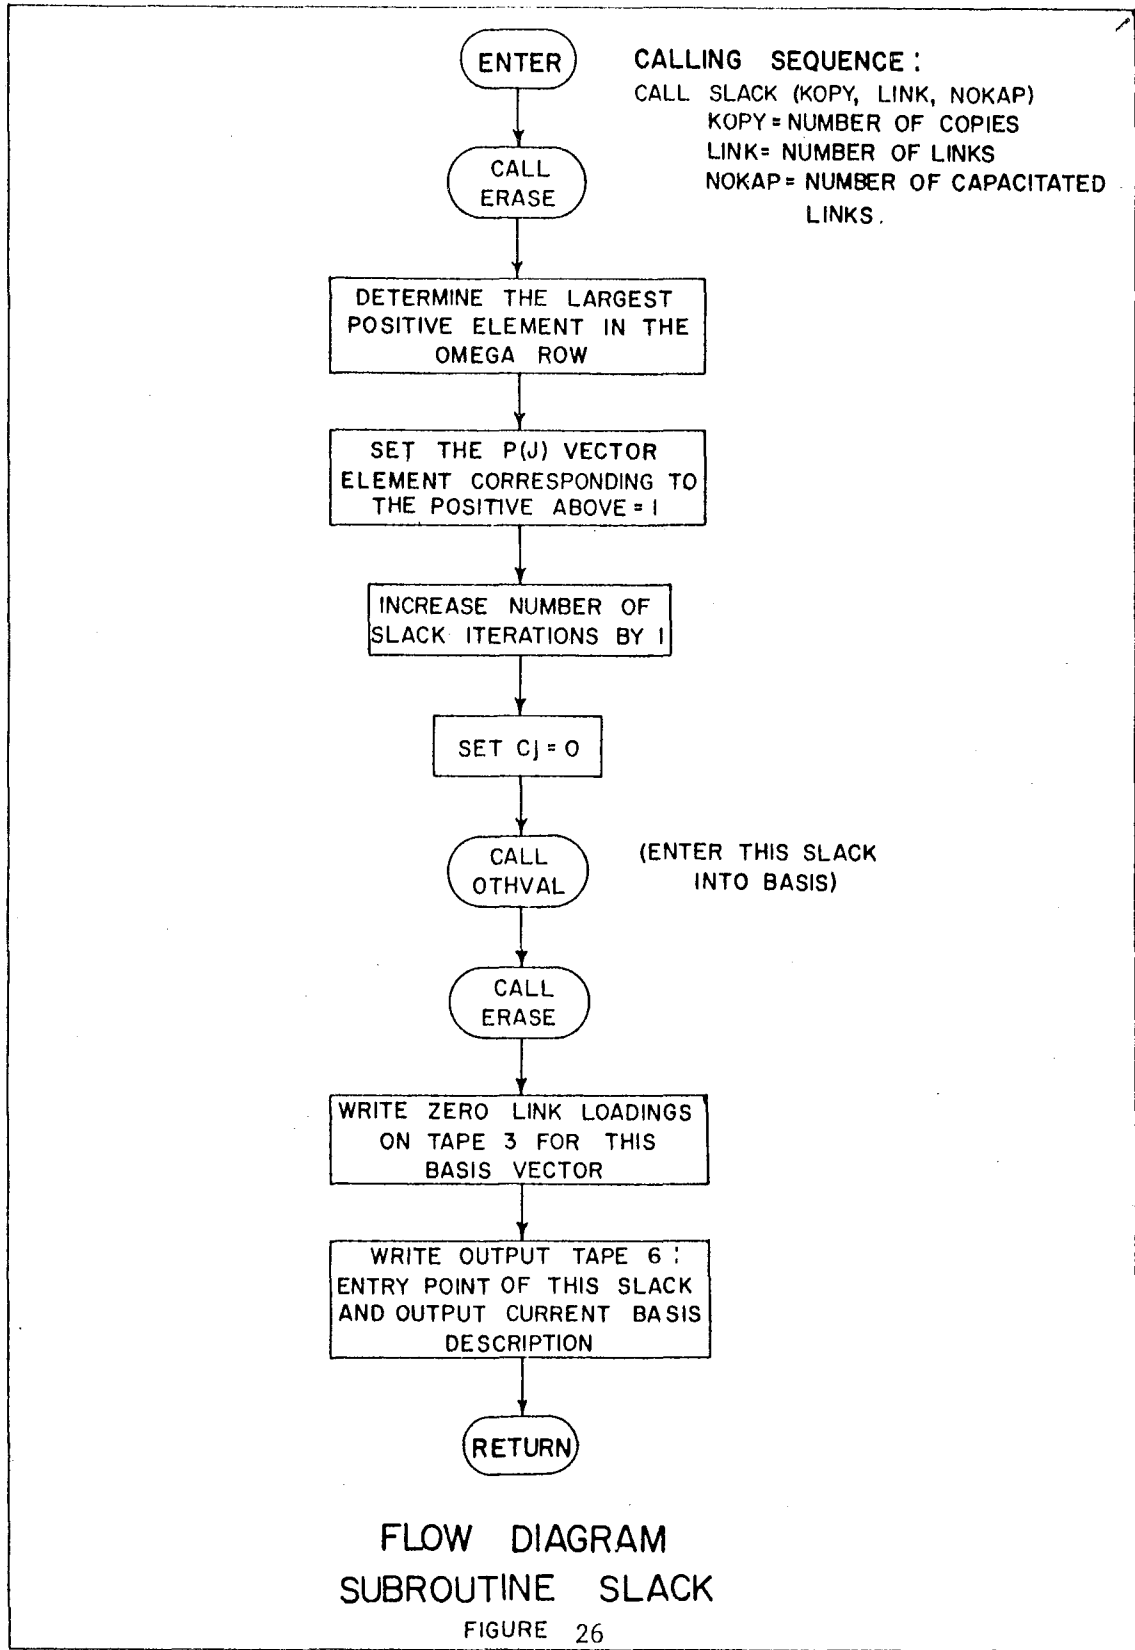 ENTER
CALLING SEQUENCE:
CALL SLACK (KOPY, LINK, NOKAP)
KOPY = NUMBER OF COPIES
LINK = NUMBER OF LINKS
NOKAP = NUMBER OF CAPACITATED
LINKS.
CALL
ERASE
DETERMINE THE LARGEST
POSITIVE ELEMENT IN THE
OMEGA ROW
SET THE P(J) VECTOR
ELEMENT CORRESPONDING TO
THE POSITIVE ABOVE = 1
INCREASE NUMBER OF
SLACK ITERATIONS BY 1
SET Cj = 0
CALL
OTHVAL
(ENTER THIS SLACK
INTO BASIS)
CALL
ERASE
WRITE ZERO LINK LOADINGS
ON TAPE 3 FOR THIS
BASIS VECTOR
WRITE OUTPUT TAPE 6:
ENTRY POINT OF THIS SLACK
AND OUTPUT CURRENT BASIS
DESCRIPTION
RETURN
FLOW DIAGRAM
SUBROUTINE SLACK
FIGURE 26